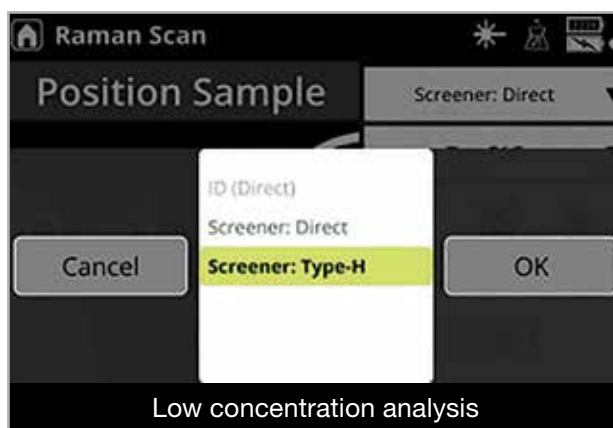 Raman Scan
Position Sample
Screener: Direct
ID (Direct)
Screener: Direct
Screener: Type-H
Cancel
OK
Low concentration analysis